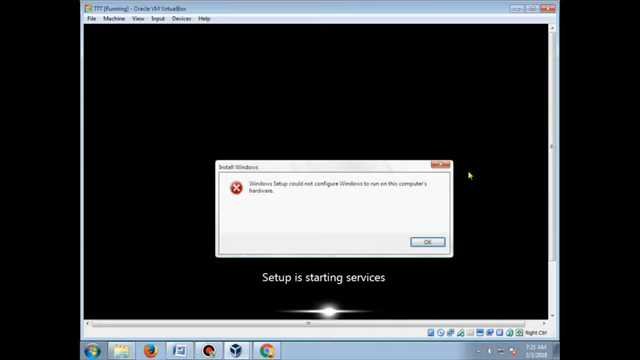 777 [Running] - Oracle VM VirtualBox
File Machine View Input Devices Help
Install Windows
Windows Setup could not configure Windows to run on this computer's
hardware.
OK
Setup is starting services
Right Ctrl
7:21 AM
3/3/2018